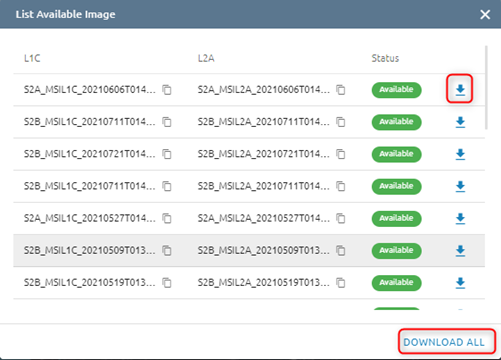 List Available Image
L1C L2A Status
S2A_MSIL1C_20210606T014... S2A_MSIL2A_20210606T014... Available
S2B_MSIL1C_20210711T014... S2B_MSIL2A_20210711T014... Available
S2B_MSIL1C_20210721T014... S2B_MSIL2A_20210721T014... Available
S2B_MSIL1C_20210711T014... S2B_MSIL2A_20210711T014... Available
S2A_MSIL1C_20210527T014... S2A_MSIL2A_20210527T014... Available
S2B_MSIL1C_20210509T013... S2B_MSIL2A_20210509T013... Available
S2B_MSIL1C_20210519T013... S2B_MSIL2A_20210519T013... Available
DOWNLOAD ALL